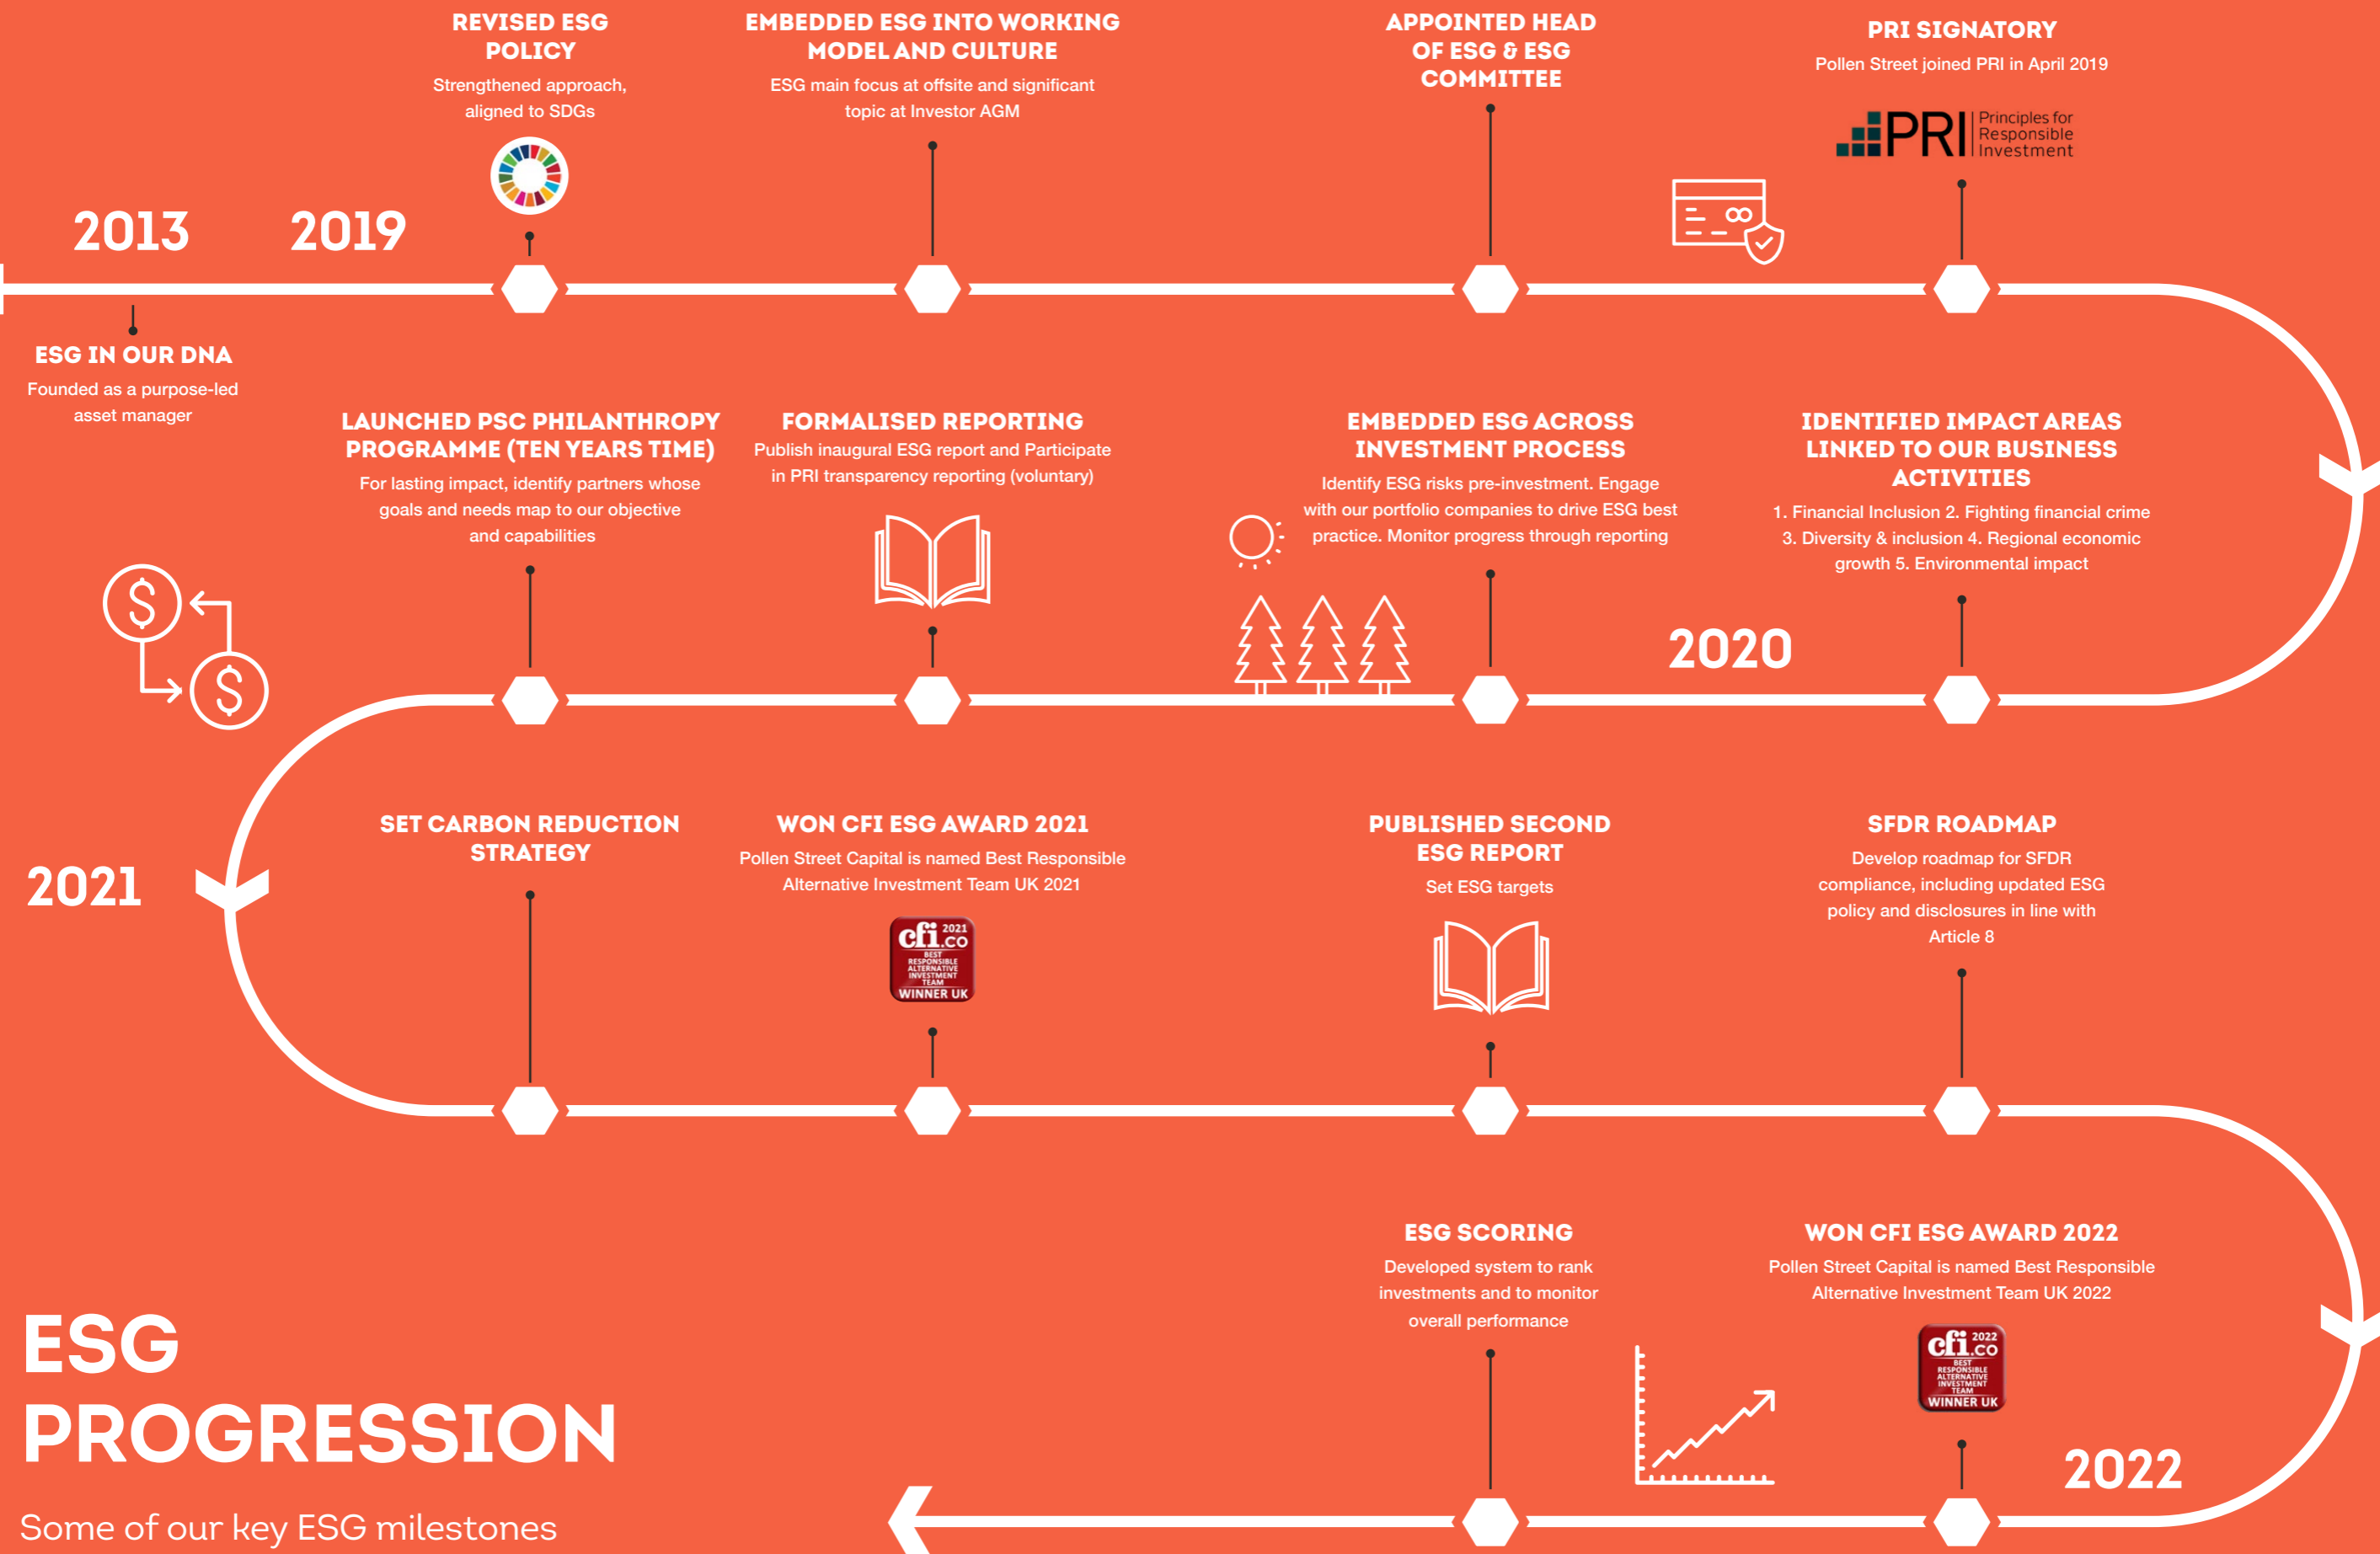 2013
ESG IN OUR DNA
Founded as a purpose-led
asset manager
2019
REVISED ESG
POLICY
Strengthened approach,
aligned to SDGs
EMBEDDED ESG INTO WORKING
MODEL AND CULTURE
ESG main focus at offsite and significant
topic at Investor AGM
APPOINTED HEAD
OF ESG & ESG
COMMITTEE
PRI SIGNATORY
Pollen Street joined PRI in April 2019
PRI
Principles for
Responsible
Investment
IDENTIFIED IMPACT AREAS
LINKED TO OUR BUSINESS
ACTIVITIES
1. Financial Inclusion 2. Fighting financial crime
3. Diversity & inclusion 4. Regional economic
growth 5. Environmental impact
2020
EMBEDDED ESG ACROSS
INVESTMENT PROCESS
Identify ESG risks pre-investment. Engage
with our portfolio companies to drive ESG best
practice. Monitor progress through reporting
FORMALISED REPORTING
Publish inaugural ESG report and Participate
in PRI transparency reporting (voluntary)
LAUNCHED PSC PHILANTHROPY
PROGRAMME (TEN YEARS TIME)
For lasting impact, identify partners whose
goals and needs map to our objective
and capabilities
$
$
2021
SET CARBON REDUCTION
STRATEGY
WON CFI ESG AWARD 2021
Pollen Street Capital is named Best Responsible
Alternative Investment Team UK 2021
cfi.co 2021
BEST
RESPONSIBLE
ALTERNATIVE
INVESTMENT
TEAM
WINNER UK
PUBLISHED SECOND
ESG REPORT
Set ESG targets
SFDR ROADMAP
Develop roadmap for SFDR
compliance, including updated ESG
policy and disclosures in line with
Article 8
2022
WON CFI ESG AWARD 2022
Pollen Street Capital is named Best Responsible
Alternative Investment Team UK 2022
cfi.co 2022
BEST
RESPONSIBLE
ALTERNATIVE
INVESTMENT
TEAM
WINNER UK
ESG SCORING
Developed system to rank
investments and to monitor
overall performance
ESG
PROGRESSION
Some of our key ESG milestones